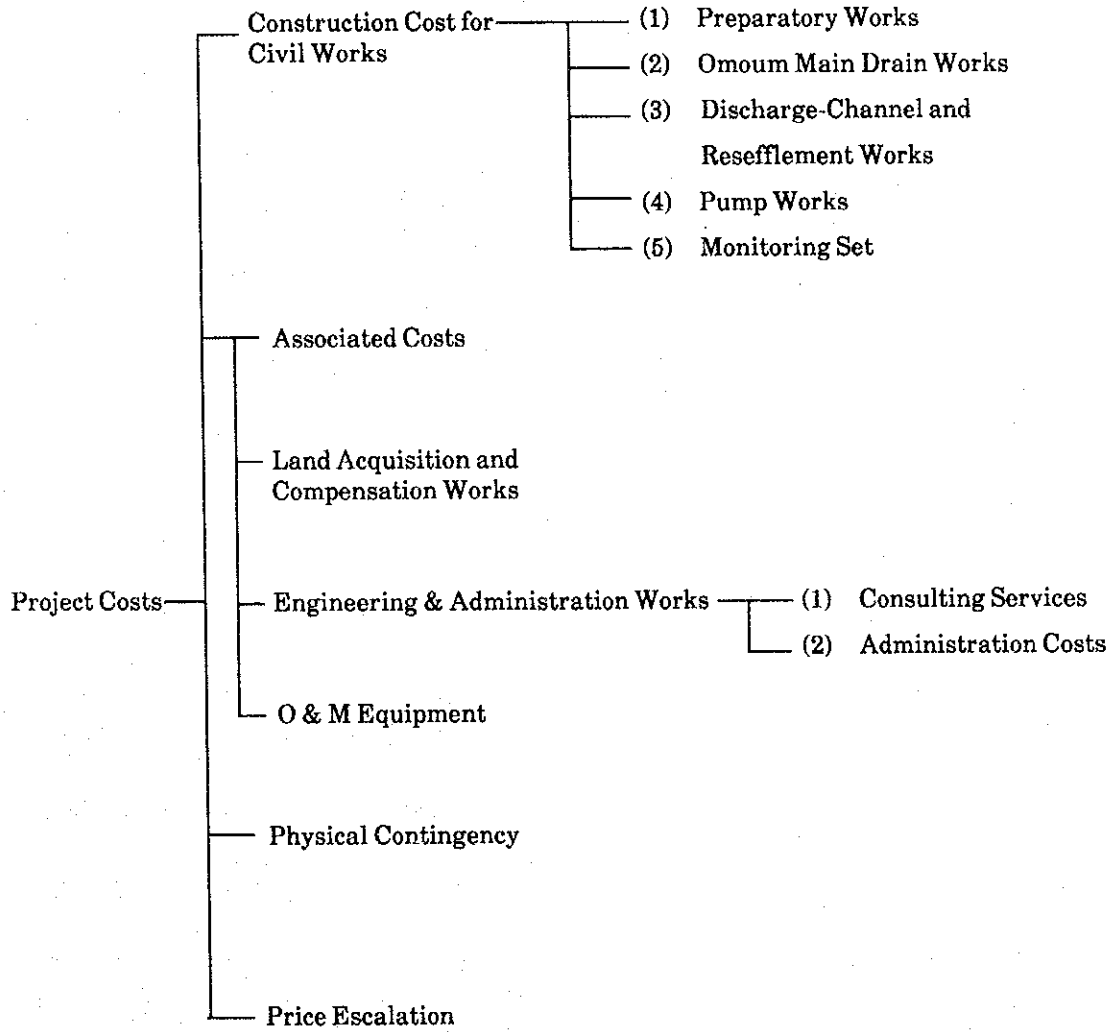 Construction Cost for
Civil Works
(1) Preparatory Works
(2) Omoum Main Drain Works
(3) Discharge-Channel and
Resefflement Works
(4) Pump Works
(5) Monitoring Set
Associated Costs
Land Acquisition and
Compensation Works
Project Costs
Engineering & Administration Works
(1) Consulting Services
(2) Administration Costs
O & M Equipment
Physical Contingency
Price Escalation